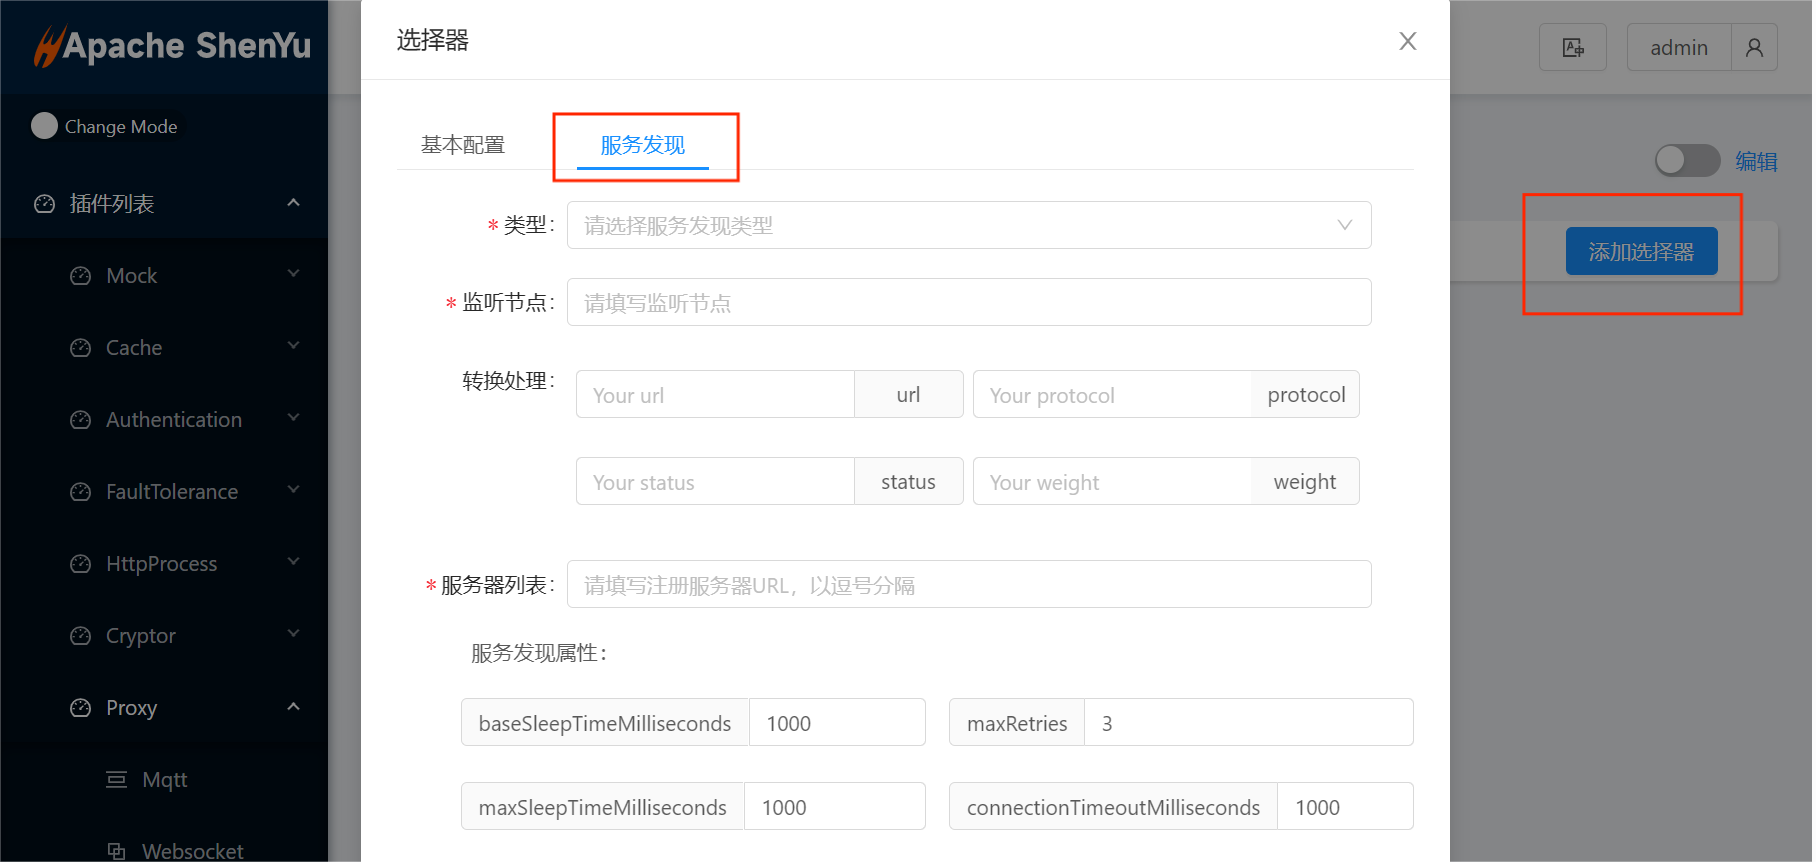 Apache ShenYu
Change Mode
插件列表
Mock
Cache
Authentication
FaultTolerance
HttpProcess
Cryptor
Proxy
Mqtt
Websocket
选择器
基本配置
服务发现
* 类型：
请选择服务发现类型
* 监听节点：
请填写监听节点
转换处理：
Your url
url
Your protocol
protocol
Your status
status
Your weight
weight
* 服务器列表：
请填写注册服务器URL，以逗号分隔
服务发现属性：
baseSleepTimeMilliseconds
1000
maxRetries
3
maxSleepTimeMilliseconds
1000
connectionTimeoutMilliseconds
1000
admin
编辑
添加选择器